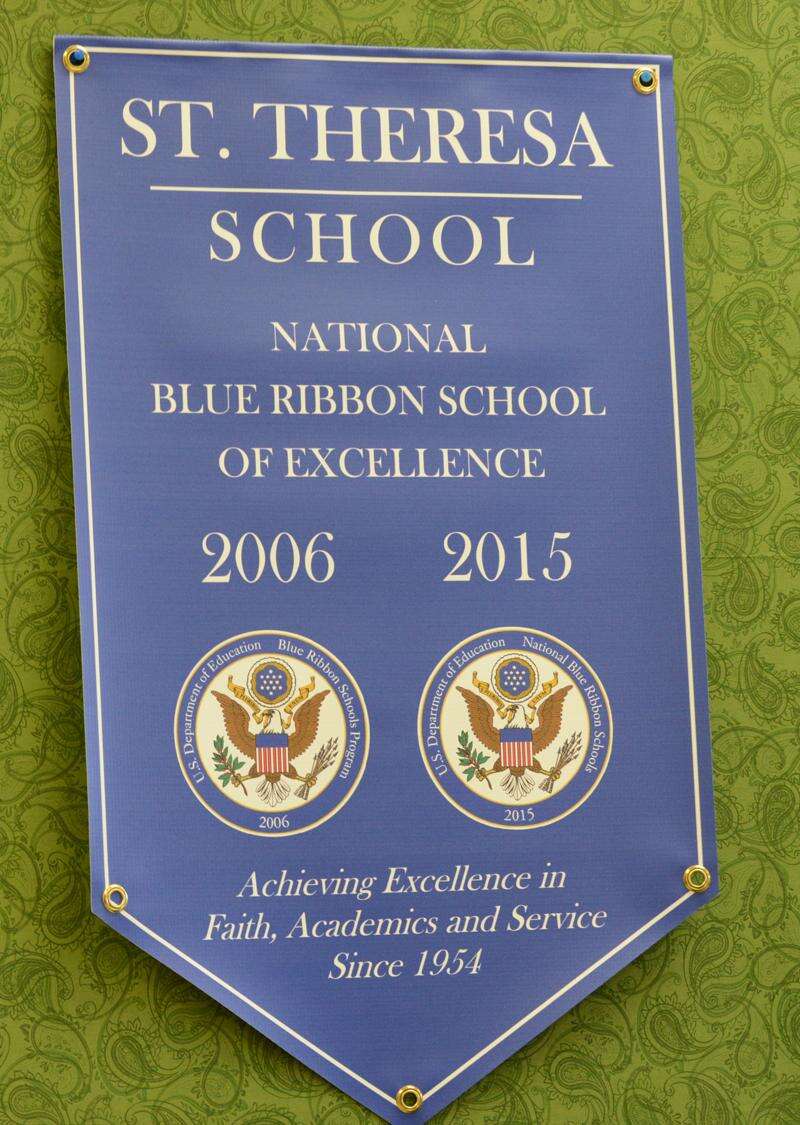 ST. THERESA
SCHOOL
NATIONAL
BLUE RIBBON SCHOOL
OF EXCELLENCE
2006 2015
U.S. Department of Education Blue Ribbon Schools Program
2006
U.S. Department of Education National Blue Ribbon Schools
2015
Achieving Excellence in
Faith, Academics and Service
Since 1954